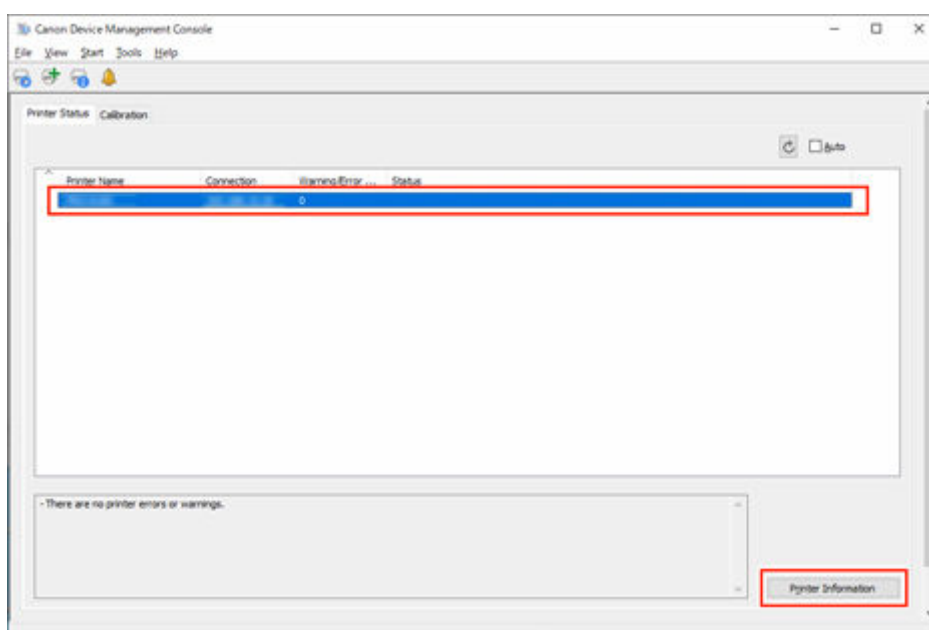 Canon Device Management Console
File View Start Tools Help
Printer Status Calibration
Auto
Printer Name Connection Warning/Error ... Status
0
- There are no printer errors or warnings.
Printer Information